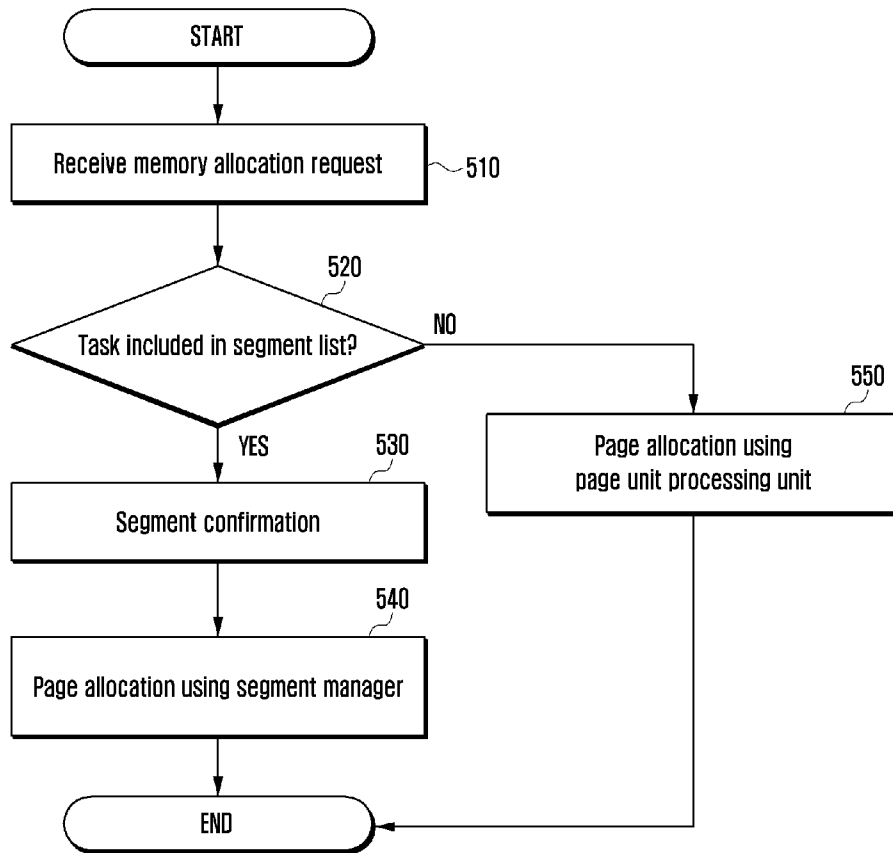 START
Receive memory allocation request
510
520
Task included in segment list?
NO
YES
530
Segment confirmation
540
Page allocation using segment manager
550
Page allocation using
page unit processing unit
END